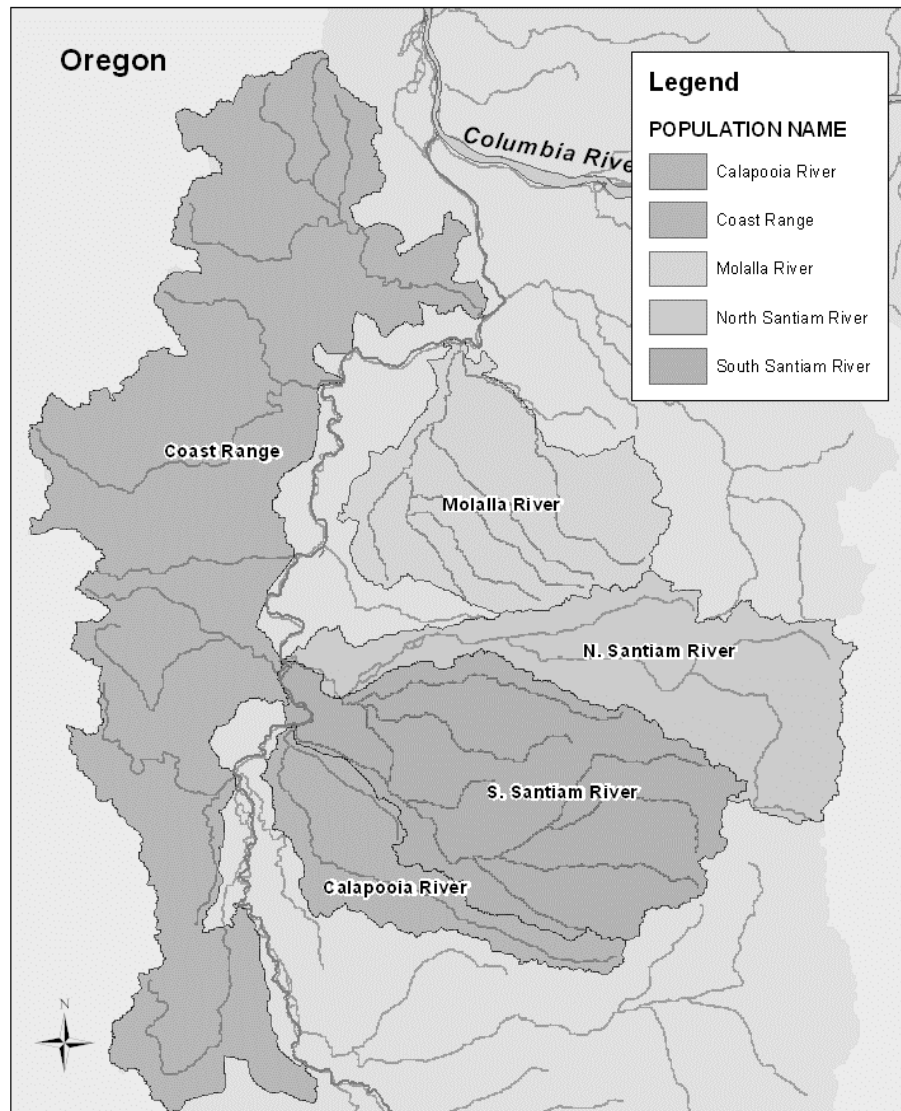 Oregon
Legend
POPULATION NAME
Calapooia River
Coast Range
Molalla River
North Santiam River
South Santiam River
Columbia Rive
Coast Range
Molalla River
N. Santiam River
S. Santiam River
Calapooia River
N